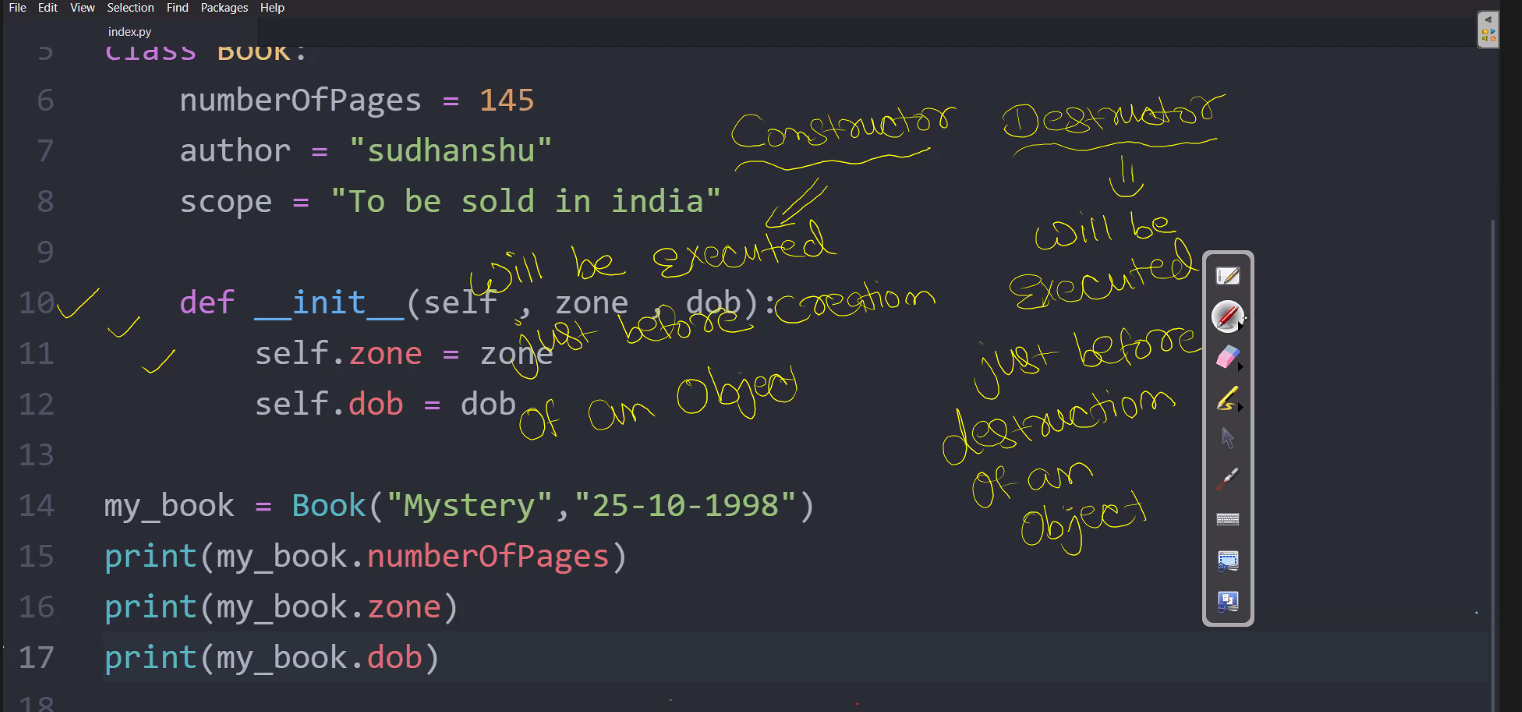 File Edit View Selection Find Packages Help
index.py
5 class Book:
6 numberOfPages = 145
7 author = "sudhanshu"
8 scope = "To be sold in india"
9
10 def __init__(self , zone , dob):
11 self.zone = zone
12 self.dob = dob
13
14 my_book = Book("Mystery","25-10-1998")
15 print(my_book.numberOfPages)
16 print(my_book.zone)
17 print(my_book.dob)
18
Constructor
will be executed
just before creation
of an Object
Destructor
will be
executed
just before
destruction
of an
object